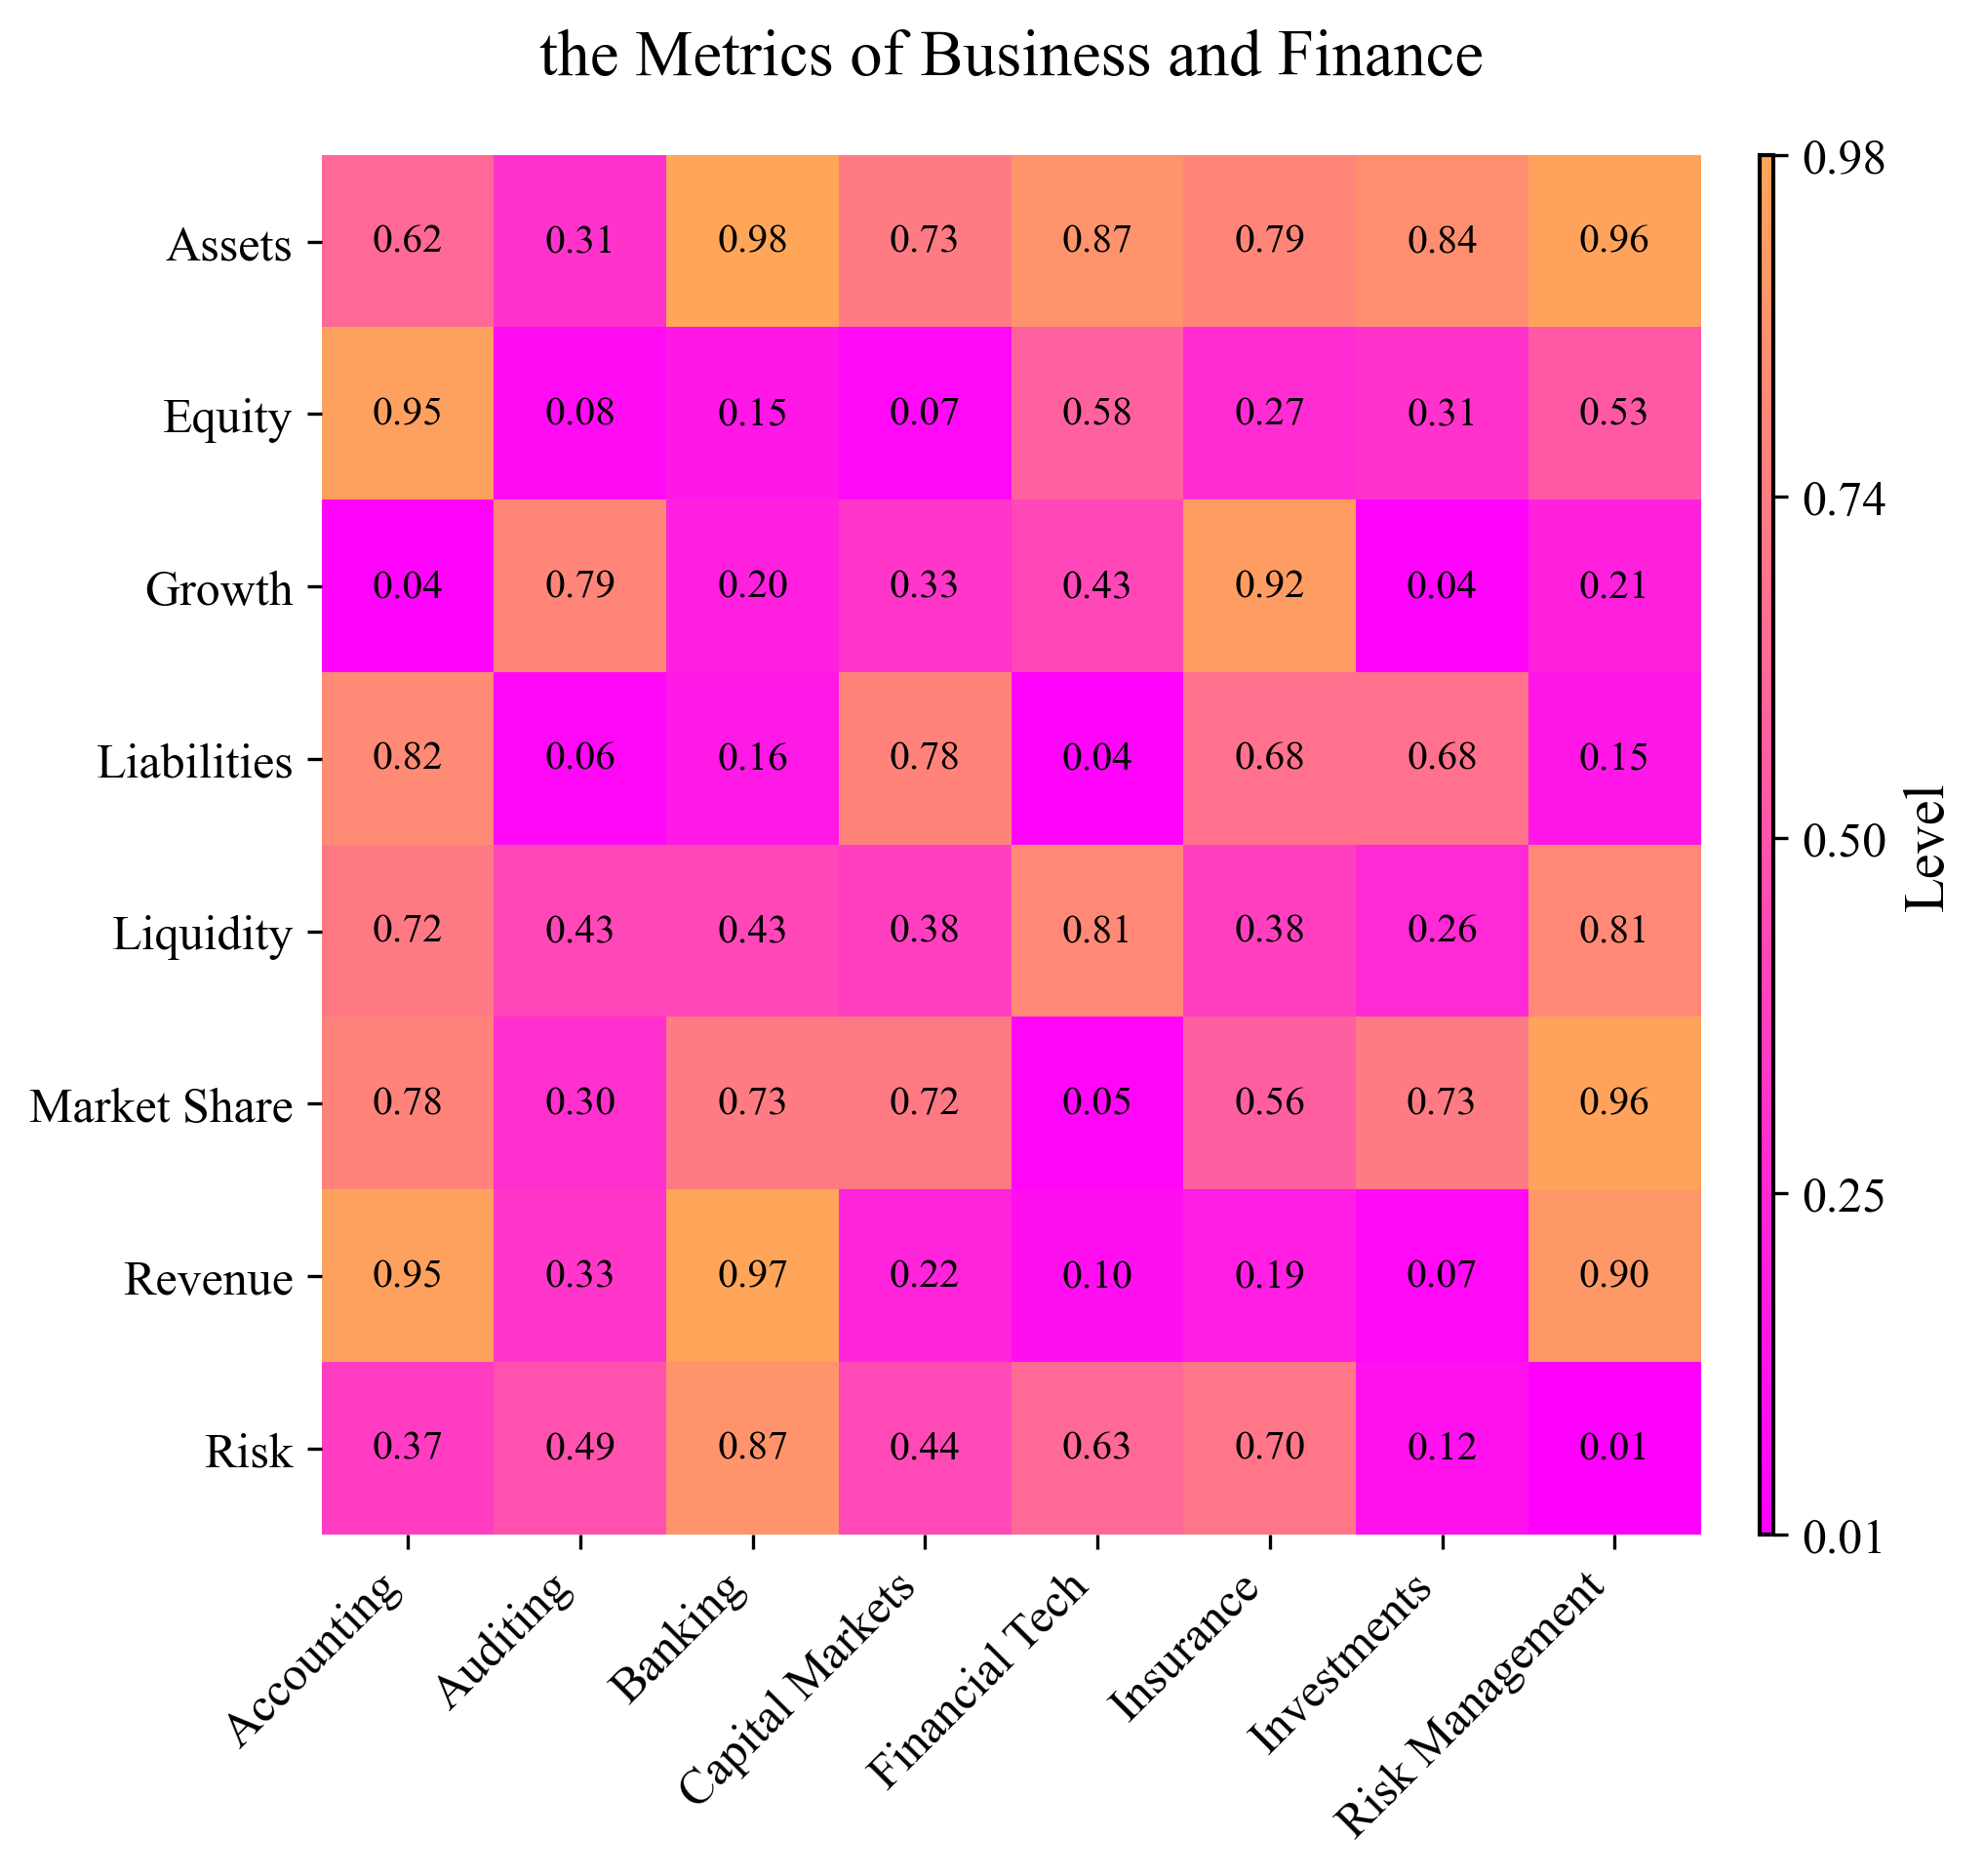 the Metrics of Business and Finance
Assets 0.62 0.31 0.98 0.73 0.87 0.79 0.84 0.96
Equity 0.95 0.08 0.15 0.07 0.58 0.27 0.31 0.53
Growth 0.04 0.79 0.20 0.33 0.43 0.92 0.04 0.21
Liabilities 0.82 0.06 0.16 0.78 0.04 0.68 0.68 0.15
Liquidity 0.72 0.43 0.43 0.38 0.81 0.38 0.26 0.81
Market Share 0.78 0.30 0.73 0.72 0.05 0.56 0.73 0.96
Revenue 0.95 0.33 0.97 0.22 0.10 0.19 0.07 0.90
Risk 0.37 0.49 0.87 0.44 0.63 0.70 0.12 0.01
Accounting
Auditing
Banking
Capital Markets
Financial Tech
Insurance
Investments
Risk Management
0.98
0.74
0.50
0.25
0.01
Level